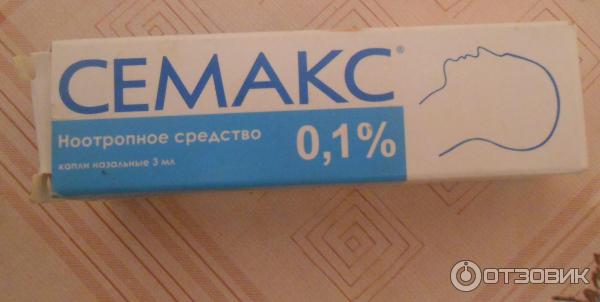 СЕМАКС®
Ноотропное средство
0,1%
капли назальные 3 мл
ОТЗОВИК